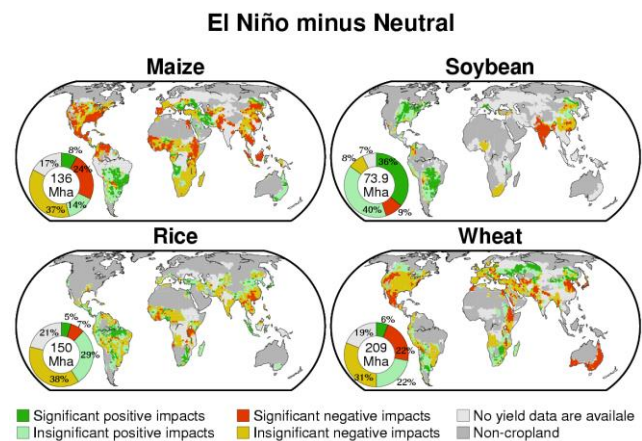 El Niño minus Neutral
Maize
Soybean
8%
24%
14%
37%
17%
136
Mha
36%
9%
40%
8%
7%
73.9
Mha
Rice
Wheat
5%
7%
29%
38%
21%
150
Mha
6%
22%
22%
31%
19%
209
Mha
Significant positive impacts
Significant negative impacts
No yield data are availale
Insignificant positive impacts
Insignificant negative impacts
Non-cropland